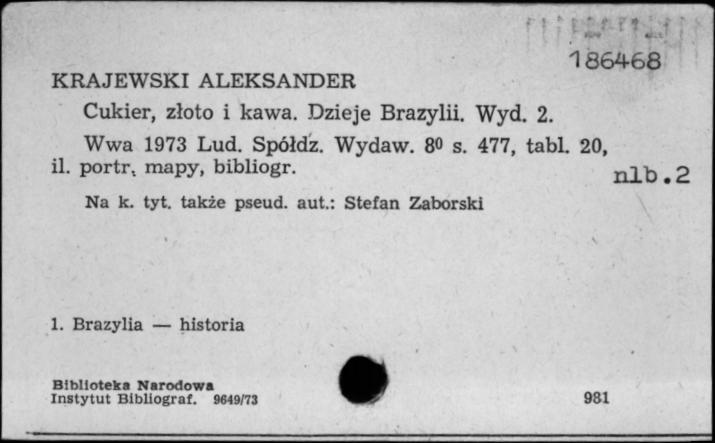 186468
KRAJEWSKI ALEKSANDER
Cukier, złoto i kawa. Dzieje Brazylii. Wyd. 2.
Wwa 1973 Lud. Spółdz. Wydaw. 8⁰ s. 477, tabl. 20,
il. portr. mapy, bibliogr.
nlb.2
Na k. tyt. także pseud. aut.: Stefan Zaborski
1. Brazylia — historia
Biblioteka Narodowa
Instytut Bibliograf. 9649/73
981